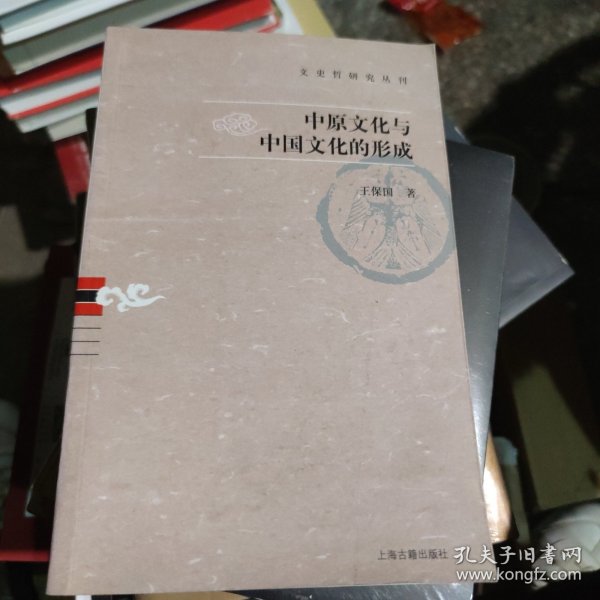 文史哲研究丛刊
中原文化与
中国文化的形成
王保国 著
上海古籍出版社
孔夫子旧书网
www.kongfz.com